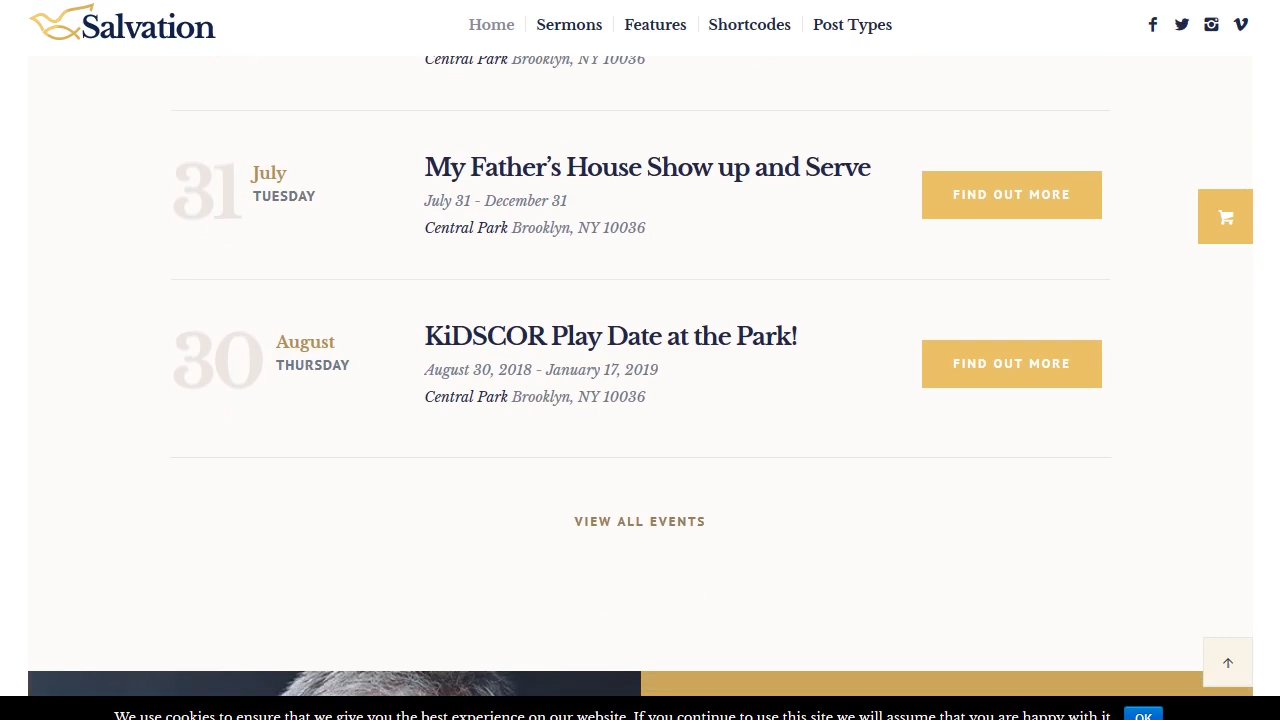 Salvation
Home
Sermons
Features
Shortcodes
Post Types
Central Park Brooklyn, NY 10036
31
July
TUESDAY
My Father’s House Show up and Serve
July 31 - December 31
Central Park Brooklyn, NY 10036
FIND OUT MORE
30
August
THURSDAY
KiDSCOR Play Date at the Park!
August 30, 2018 - January 17, 2019
Central Park Brooklyn, NY 10036
FIND OUT MORE
VIEW ALL EVENTS
We use cookies to ensure that we give you the best experience on our website. If you continue to use this site we will assume that you are happy with it.
OK